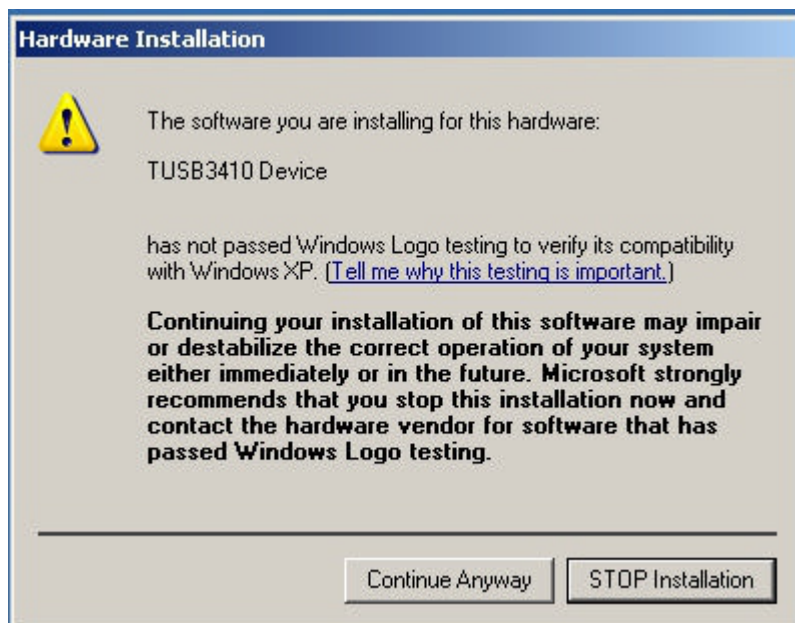 Hardware Installation
The software you are installing for this hardware:
TUSB3410 Device
has not passed Windows Logo testing to verify its compatibility
with Windows XP. (Tell me why this testing is important.)
Continuing your installation of this software may impair
or destabilize the correct operation of your system
either immediately or in the future. Microsoft strongly
recommends that you stop this installation now and
contact the hardware vendor for software that has
passed Windows Logo testing.
Continue Anyway
STOP Installation